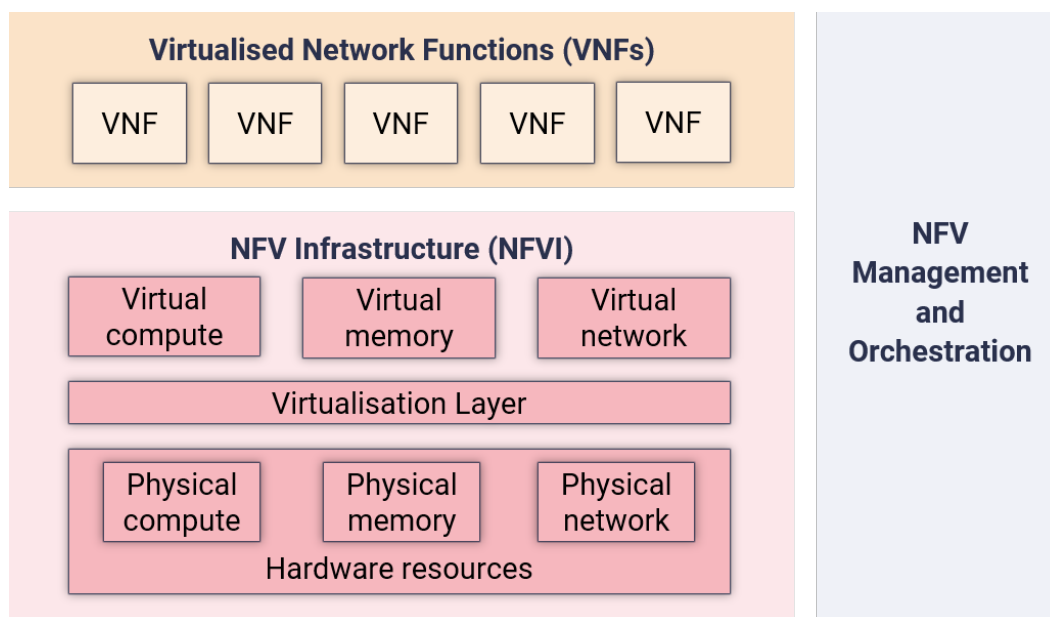 Virtualised Network Functions (VNFs)
VNF
VNF
VNF
VNF
VNF
NFV Infrastructure (NFVI)
Virtual
compute
Virtual
memory
Virtual
network
Virtualisation Layer
Physical
compute
Physical
memory
Physical
network
Hardware resources
NFV
Management
and
Orchestration